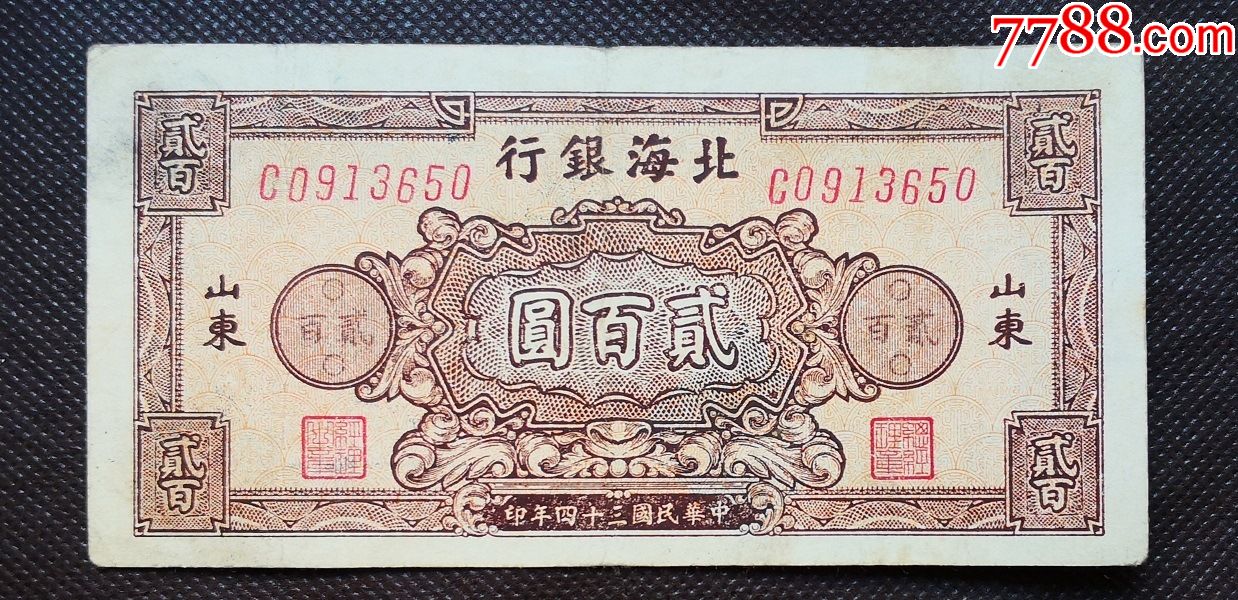 7788.com
北海銀行
C0913650
C0913650
貳百
貳百
山東
山東
貳百
貳百圓
貳百
貳百
貳百
中華民國三十四年印